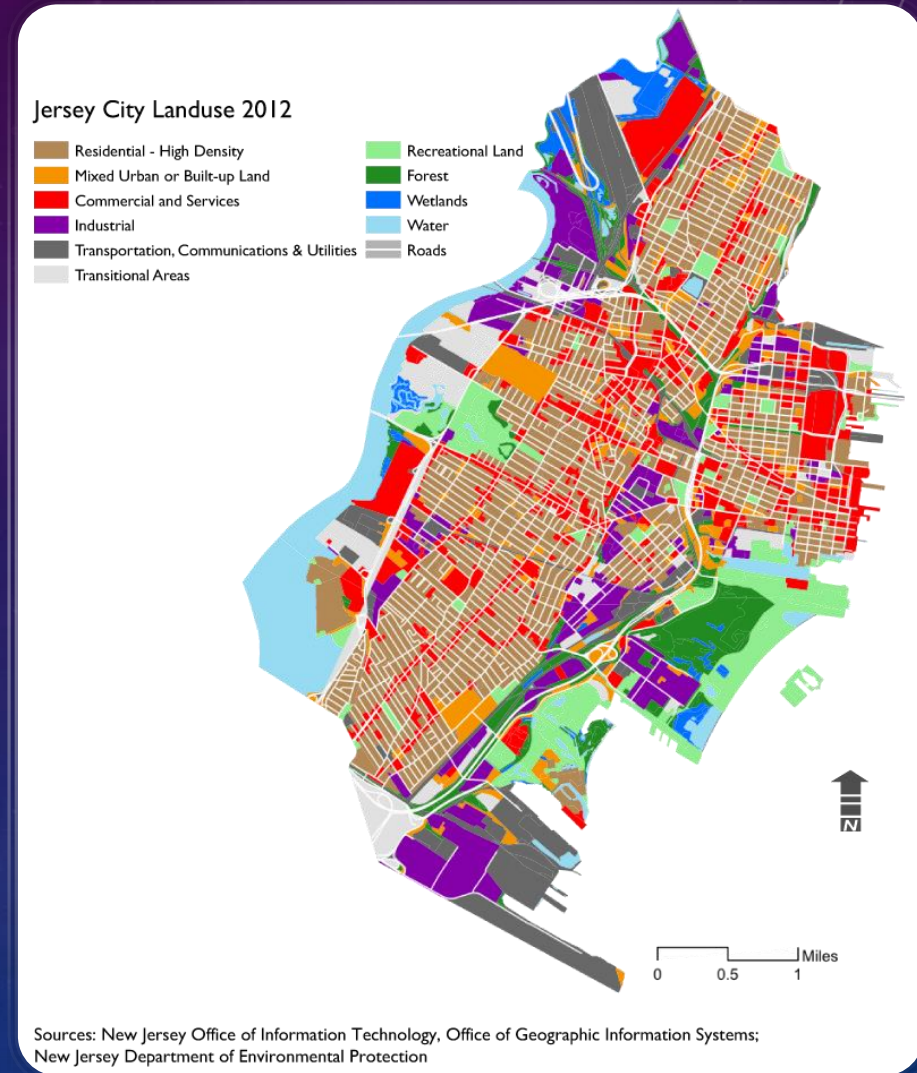 Jersey City Landuse 2012
Residential - High Density
Mixed Urban or Built-up Land
Commercial and Services
Industrial
Transportation, Communications & Utilities
Transitional Areas
Recreational Land
Forest
Wetlands
Water
Roads
N
Miles
0 0.5 1
Sources: New Jersey Office of Information Technology, Office of Geographic Information Systems;
New Jersey Department of Environmental Protection